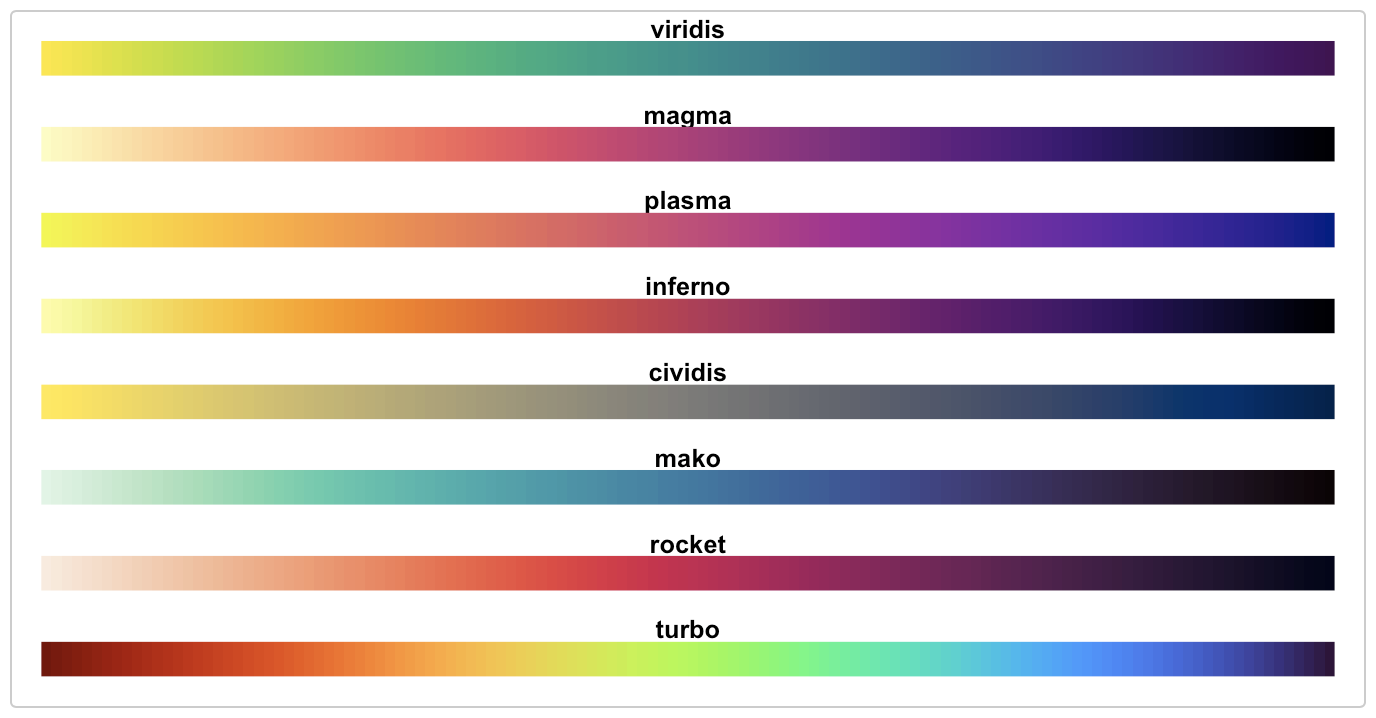 viridis
magma
plasma
inferno
cividis
mako
rocket
turbo